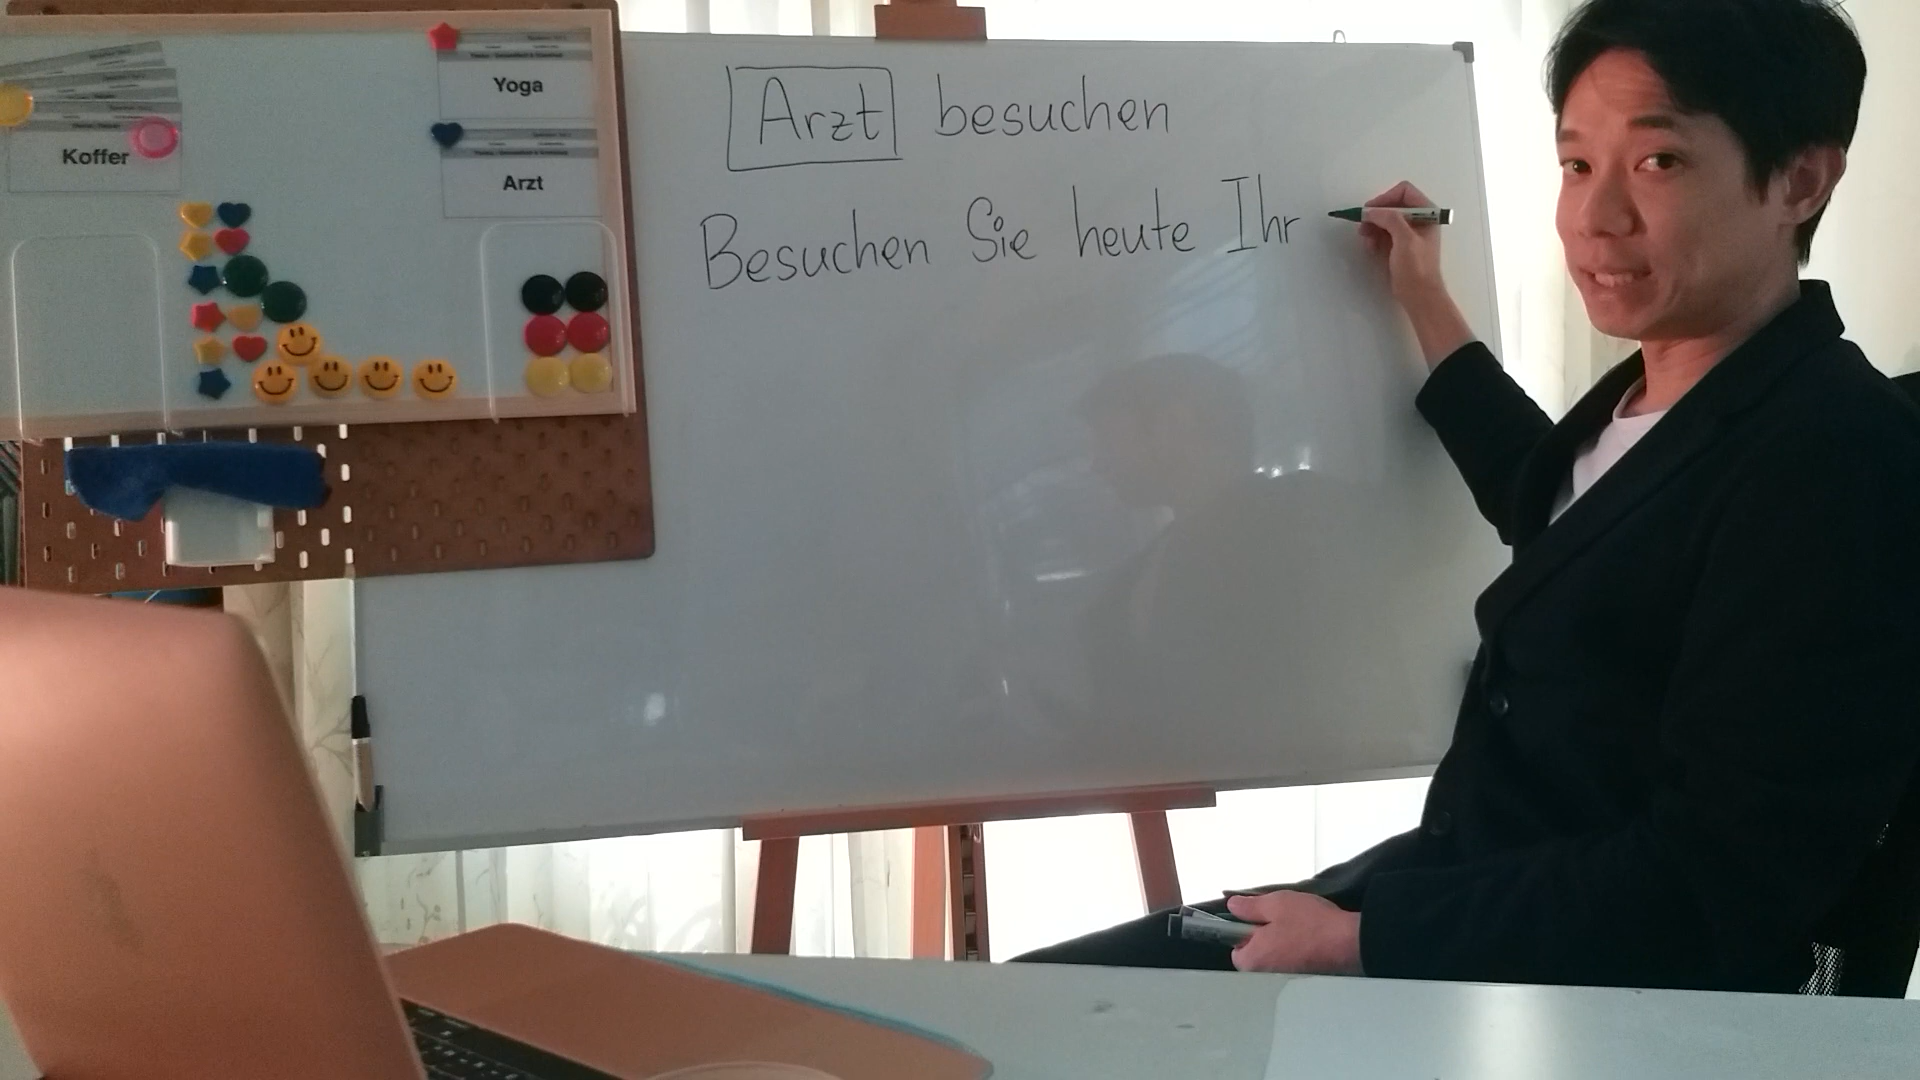 Yoga
Koffer
Arzt
Arzt besuchen
Besuchen Sie heute Ihr